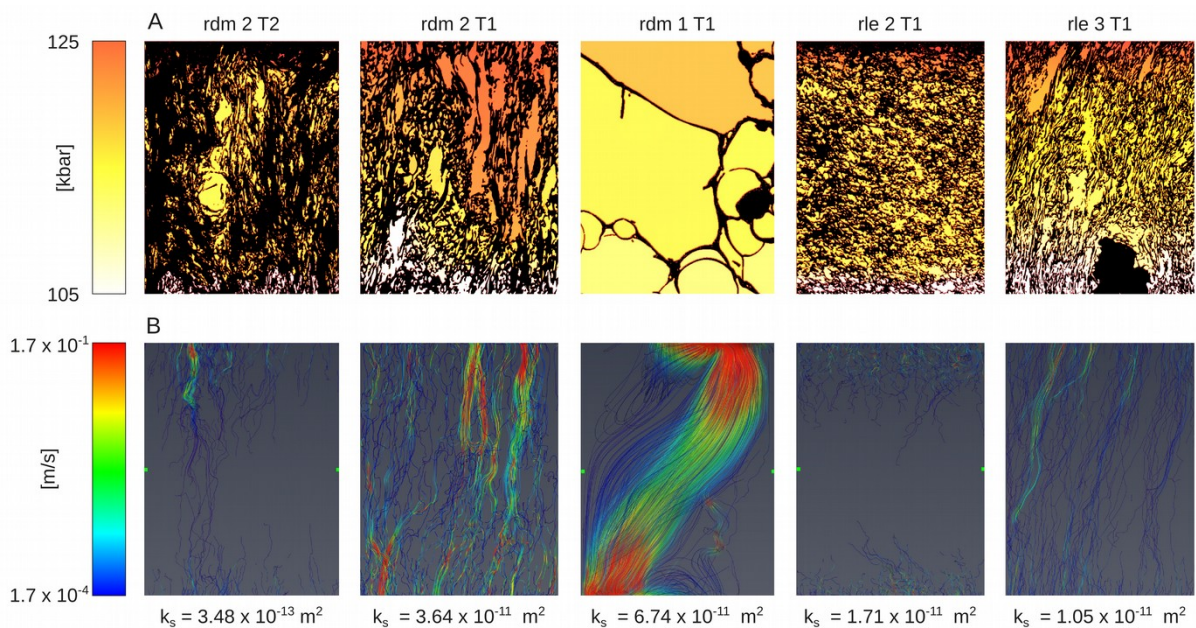 A
rdm 2 T2 rdm 2 T1 rdm 1 T1 rle 2 T1 rle 3 T1
125
[kbar]
105
B
1.7 x 10⁻¹
[m/s]
1.7 x 10⁻⁴
kₛ = 3.48 x 10⁻¹³ m² kₛ = 3.64 x 10⁻¹¹ m² kₛ = 6.74 x 10⁻¹¹ m² kₛ = 1.71 x 10⁻¹¹ m² kₛ = 1.05 x 10⁻¹¹ m²